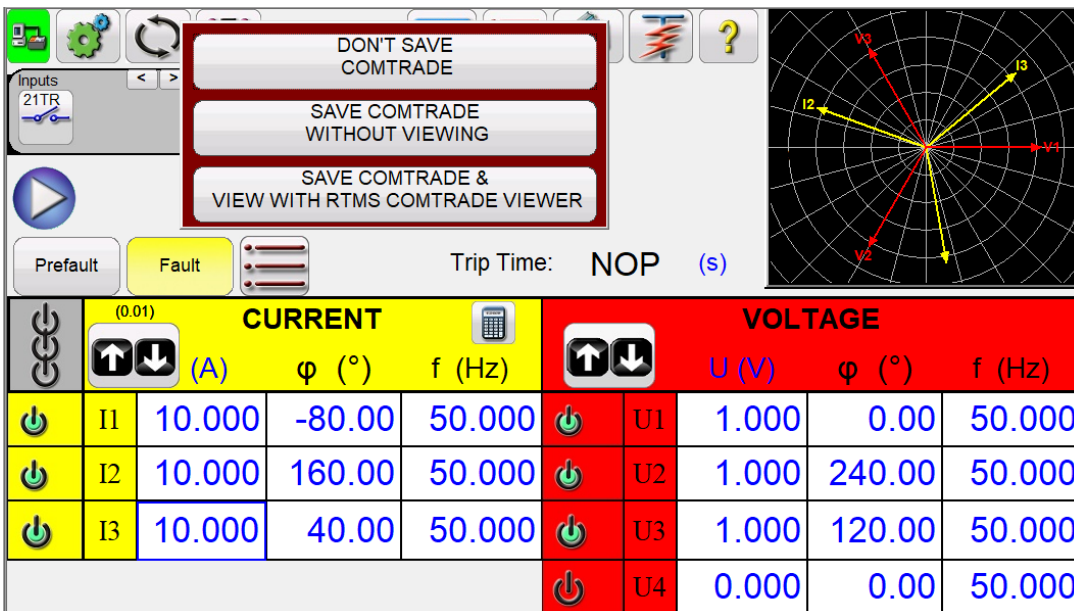 ?
DON'T SAVE
COMTRADE
SAVE COMTRADE
WITHOUT VIEWING
SAVE COMTRADE &
VIEW WITH RTMS COMTRADE VIEWER
Inputs < >
21TR
V3
I3
I2
V1
V2
Prefault Fault Trip Time: NOP (s)
(0.01) CURRENT VOLTAGE
(A) φ (°) f (Hz) U (V) φ (°) f (Hz)
I1 10.000 -80.00 50.000 U1 1.000 0.00 50.000
I2 10.000 160.00 50.000 U2 1.000 240.00 50.000
I3 10.000 40.00 50.000 U3 1.000 120.00 50.000
U4 0.000 0.00 50.000